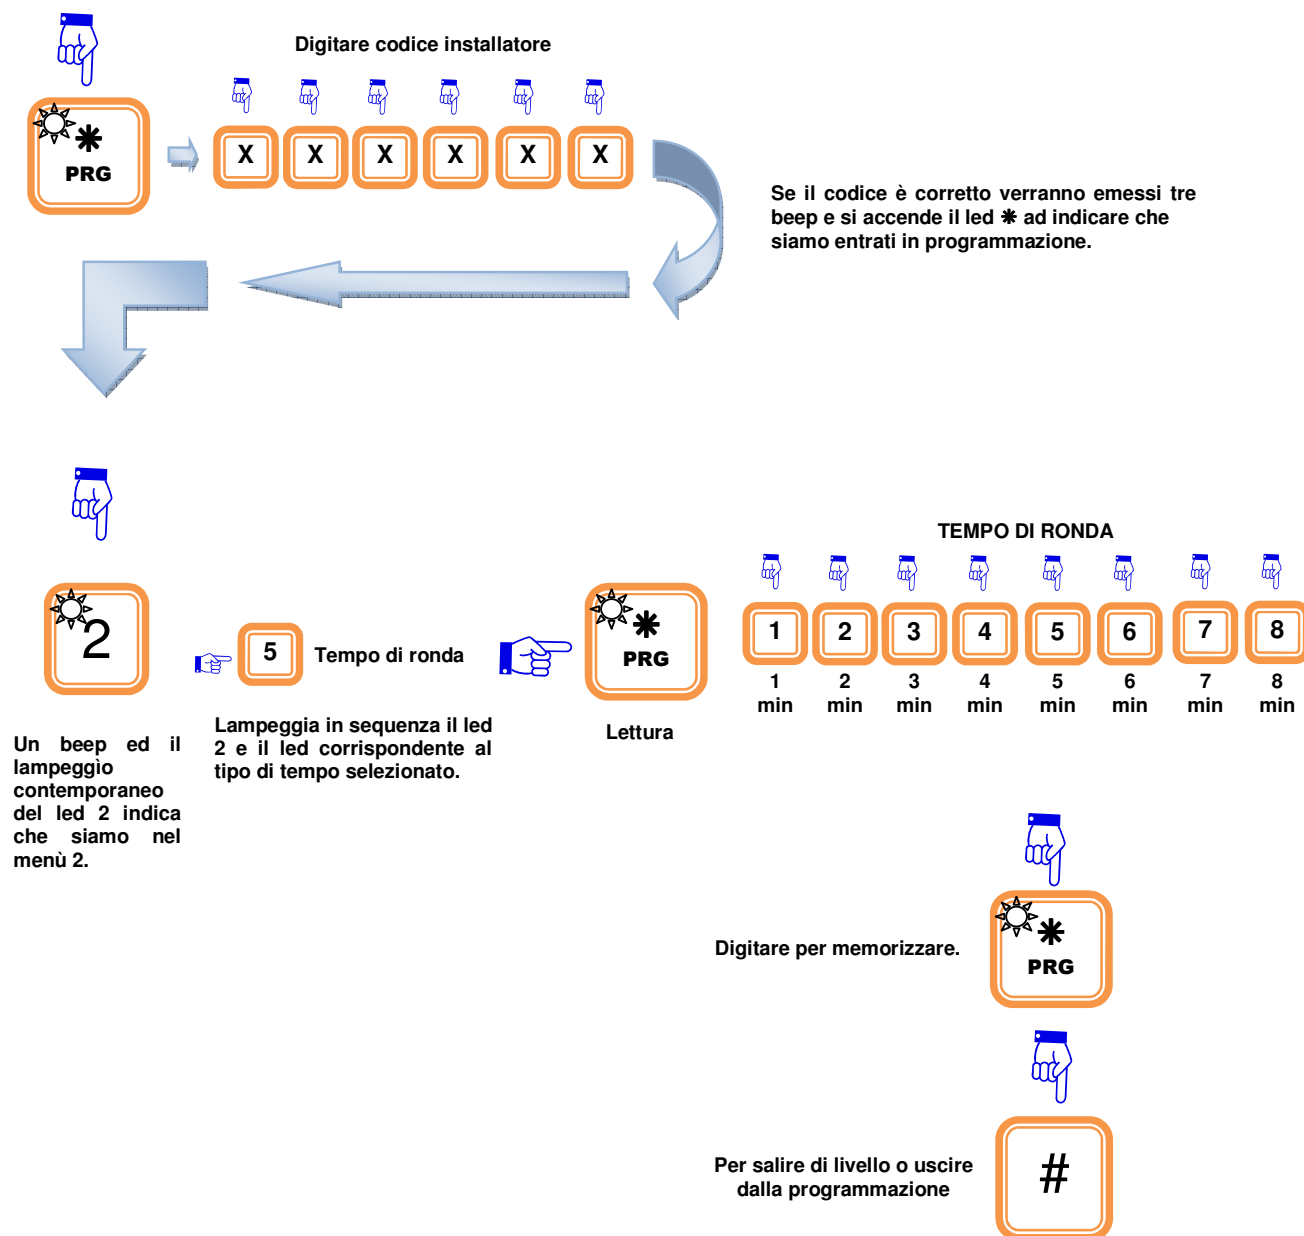 Digitare codice installatore
✱
PRG
X X X X X X
Se il codice è corretto verranno emessi tre
beep e si accende il led ✱ ad indicare che
siamo entrati in programmazione.
2
Un beep ed il
lampeggìo
contemporaneo
del led 2 indica
che siamo nel
menù 2.
5 Tempo di ronda
Lampeggia in sequenza il led
2 e il led corrispondente al
tipo di tempo selezionato.
✱
PRG
Lettura
TEMPO DI RONDA
1 2 3 4 5 6 7 8
1 2 3 4 5 6 7 8
min min min min min min min min
Digitare per memorizzare.
✱
PRG
Per salire di livello o uscire
dalla programmazione
#